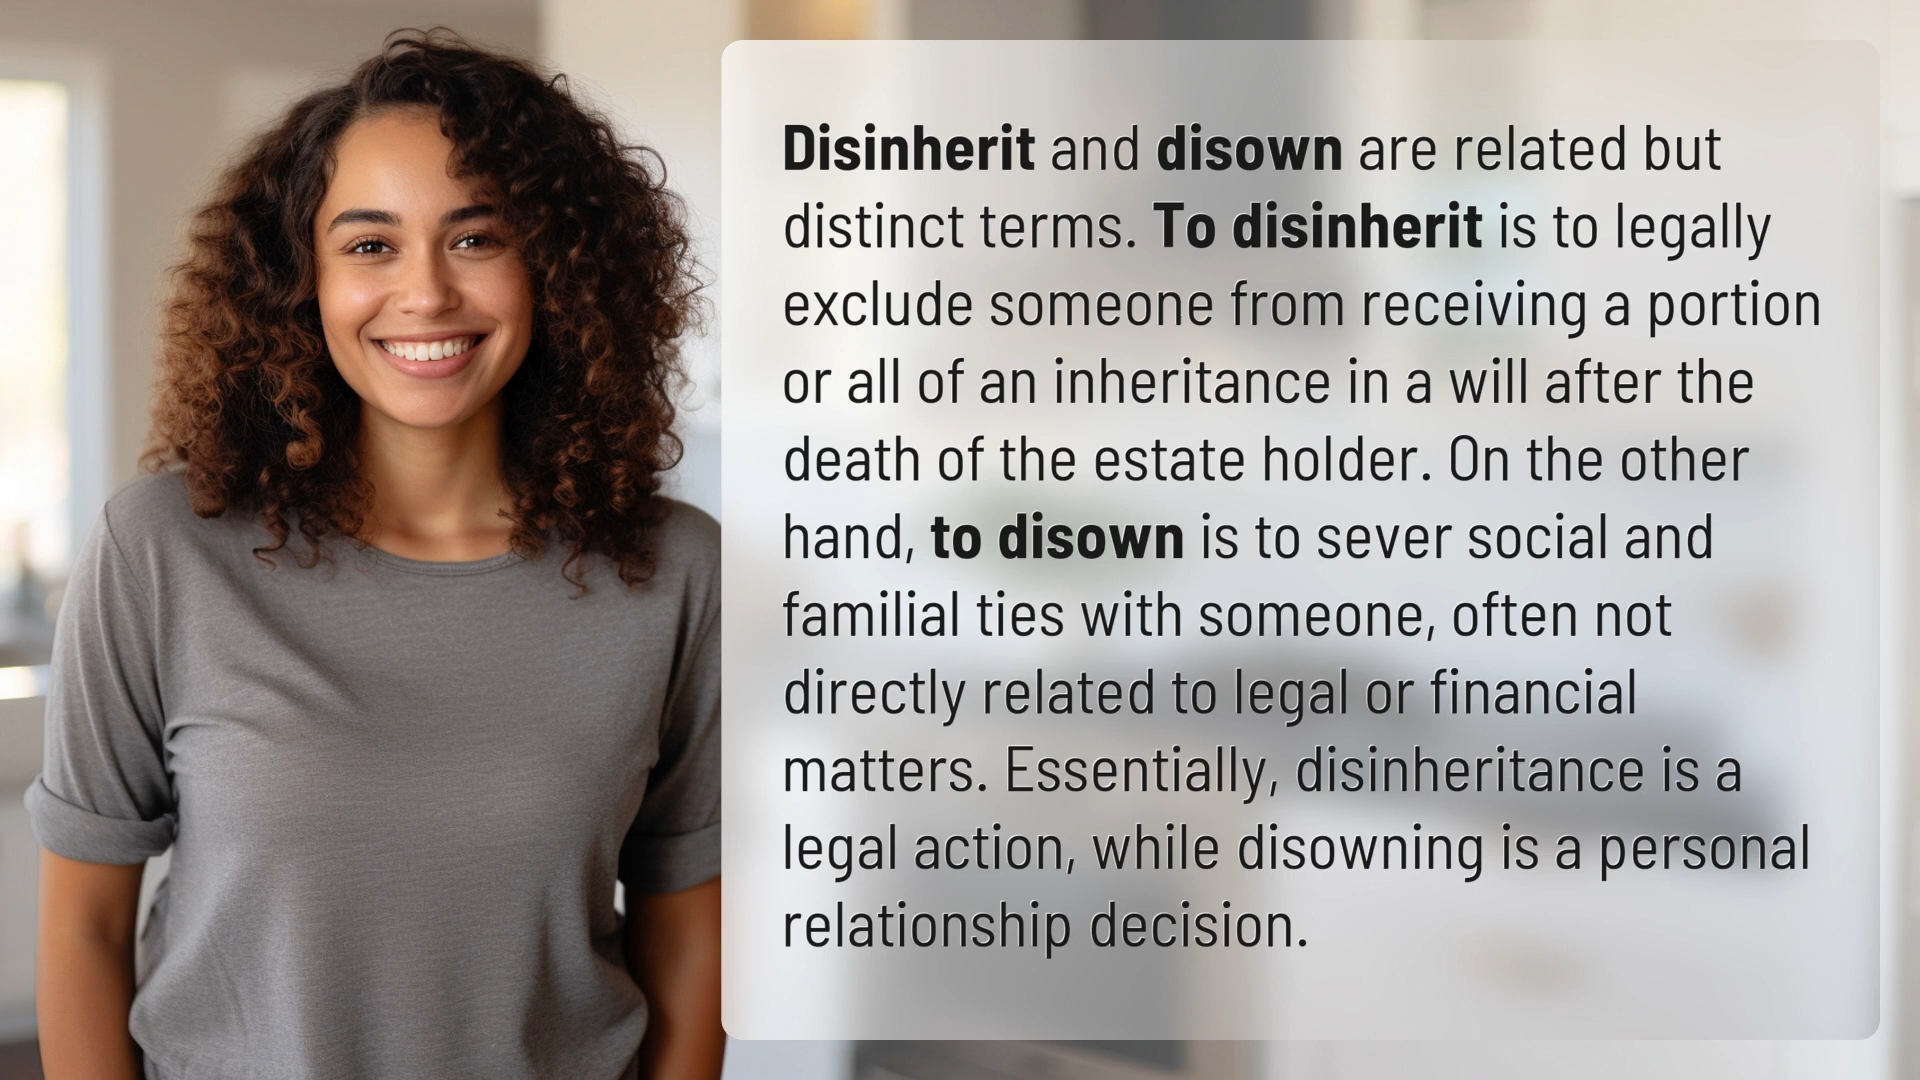 Disinherit and disown are related but
distinct terms. To disinherit is to legally
exclude someone from receiving a portion
or all of an inheritance in a will after the
death of the estate holder. On the other
hand, to disown is to sever social and
familial ties with someone, often not
directly related to legal or financial
matters. Essentially, disinheritance is a
legal action, while disowning is a personal
relationship decision.